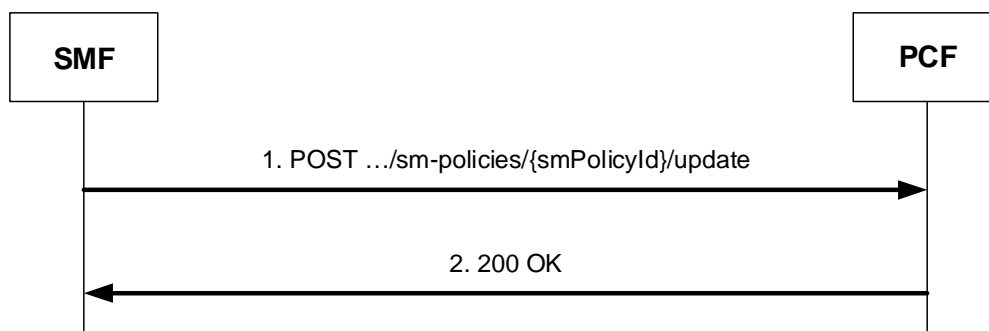 SMF
PCF
1. POST …/sm-policies/{smPolicyId}/update
2. 200 OK